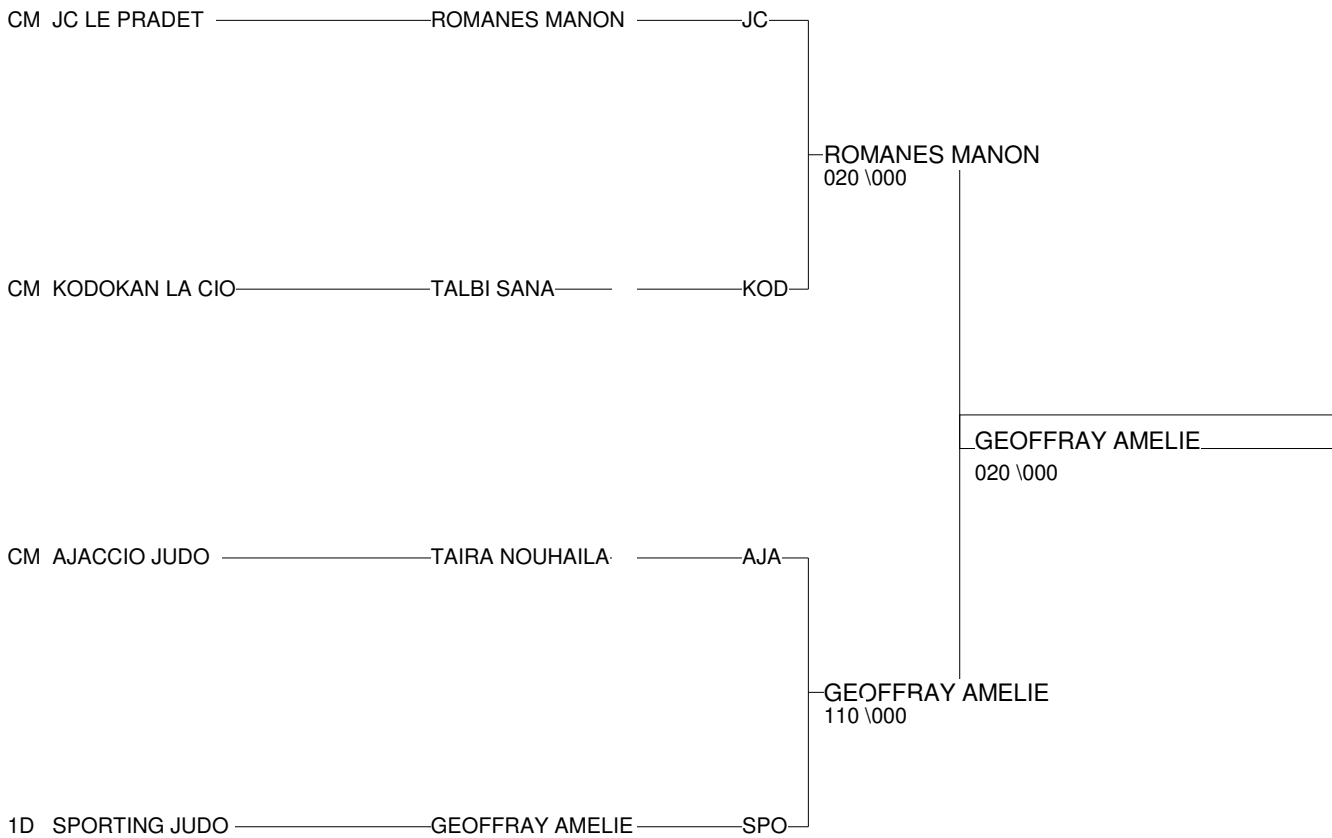 CM JC LE PRADET ROMANES MANON JC
ROMANES MANON
020 \000
CM KODOKAN LA CIO TALBI SANA KOD
GEOFFRAY AMELIE
020 \000
CM AJACCIO JUDO TAIRA NOUHAILA AJA
GEOFFRAY AMELIE
110 \000
1D SPORTING JUDO GEOFFRAY AMELIE SPO